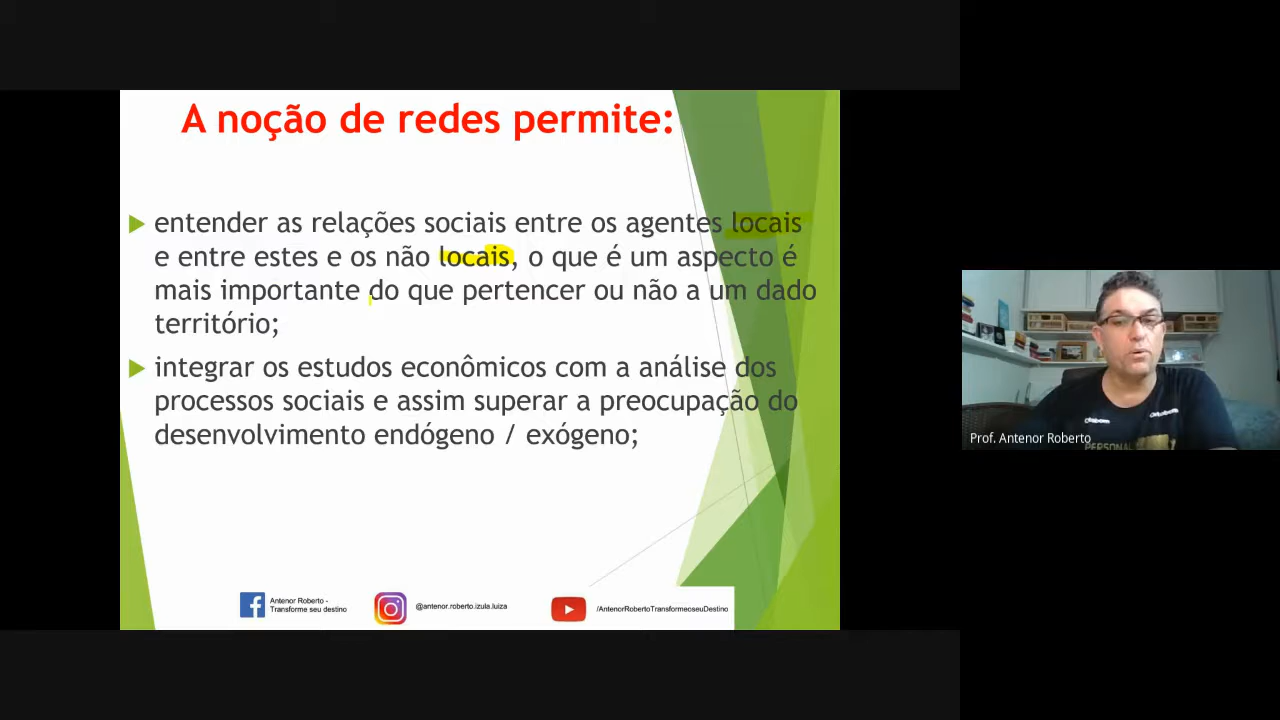 A noção de redes permite:
entender as relações sociais entre os agentes locais
e entre estes e os não locais, o que é um aspecto é
mais importante do que pertencer ou não a um dado
território;
integrar os estudos econômicos com a análise dos
processos sociais e assim superar a preocupação do
desenvolvimento endógeno / exógeno;
Antenor Roberto -
Transforme seu destino
@antenor.roberto.izula.luiza
/AntenorRobertoTransformeoseuDestino
Prof. Antenor Roberto